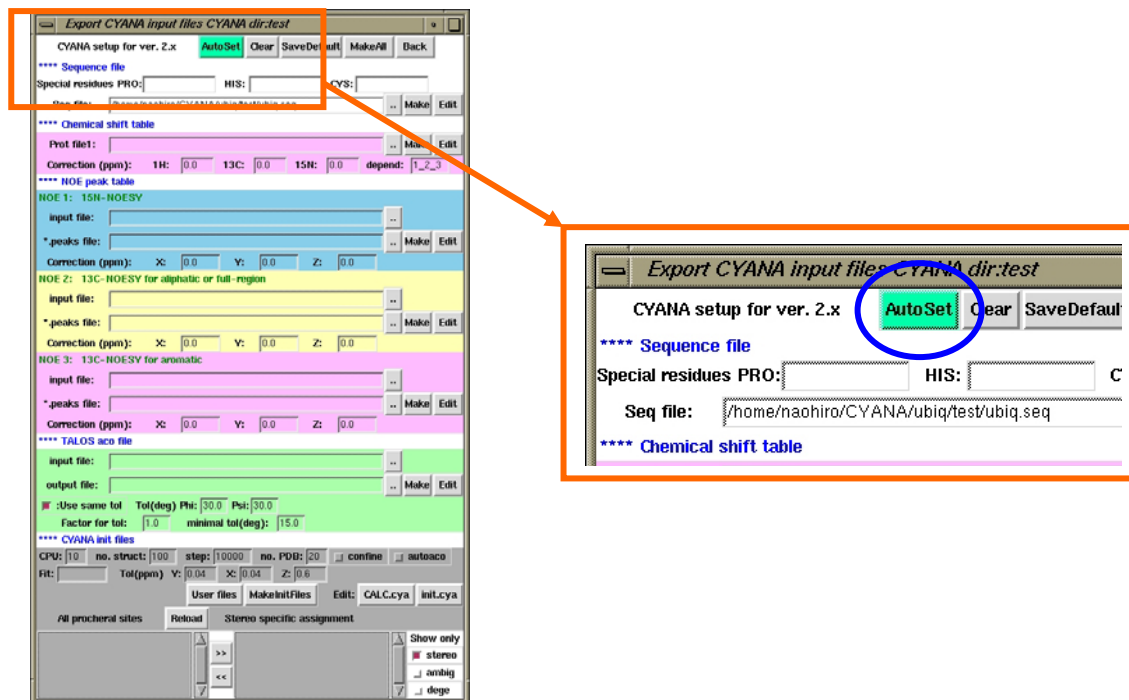 Export CYANA input files CYANA dir:test
CYANA setup for ver. 2.x AutoSet Clear SaveDefault MakeAll Back
**** Sequence file
Special residues PRO: HIS: CYS:
Seq file: /home/naohiro/CYANA/ubiq/test/ubiq.seq .. Make Edit
**** Chemical shift table
Prot file1: .. Make Edit
Correction (ppm): 1H: 0.0 13C: 0.0 15N: 0.0 depend: 1_2_3
**** NOE peak table
NOE 1: 15N-NOESY
input file: ..
*.peaks file: .. Make Edit
Correction (ppm): X: 0.0 Y: 0.0 Z: 0.0
NOE 2: 13C-NOESY for aliphatic or full-region
input file: ..
*.peaks file: .. Make Edit
Correction (ppm): X: 0.0 Y: 0.0 Z: 0.0
NOE 3: 13C-NOESY for aromatic
input file: ..
*.peaks file: .. Make Edit
Correction (ppm): X: 0.0 Y: 0.0 Z: 0.0
**** TALOS aco file
input file: ..
output file: .. Make Edit
:Use same tol Tol(deg) Phi: 30.0 Psi: 30.0
Factor for tol: 1.0 minimal tol(deg): 15.0
**** CYANA init files
CPU: 10 no. struct: 100 step: 10000 no. PDB: 20 confine autoaco
Fit: Tol(ppm) Y: 0.04 X: 0.04 Z: 0.6
User files MakeInitFiles Edit: CALC.cya init.cya
All procheral sites Reload Stereo specific assignment
Show only
>> stereo
<< ambig
dege
Export CYANA input files CYANA dir:test
CYANA setup for ver. 2.x AutoSet Clear SaveDefault
**** Sequence file
Special residues PRO: HIS: C
Seq file: /home/naohiro/CYANA/ubiq/test/ubiq.seq
**** Chemical shift table